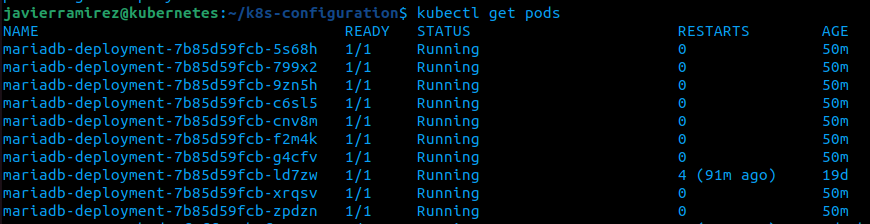 javierramirez@kubernetes:~/k8s-configuration$ kubectl get pods
NAME READY STATUS RESTARTS AGE
mariadb-deployment-7b85d59fcb-5s68h 1/1 Running 0 50m
mariadb-deployment-7b85d59fcb-799x2 1/1 Running 0 50m
mariadb-deployment-7b85d59fcb-9zn5h 1/1 Running 0 50m
mariadb-deployment-7b85d59fcb-c6sl5 1/1 Running 0 50m
mariadb-deployment-7b85d59fcb-cnv8m 1/1 Running 0 50m
mariadb-deployment-7b85d59fcb-f2m4k 1/1 Running 0 50m
mariadb-deployment-7b85d59fcb-g4cfv 1/1 Running 0 50m
mariadb-deployment-7b85d59fcb-ld7zw 1/1 Running 4 (91m ago) 19d
mariadb-deployment-7b85d59fcb-xrqsv 1/1 Running 0 50m
mariadb-deployment-7b85d59fcb-zpdzn 1/1 Running 0 50m